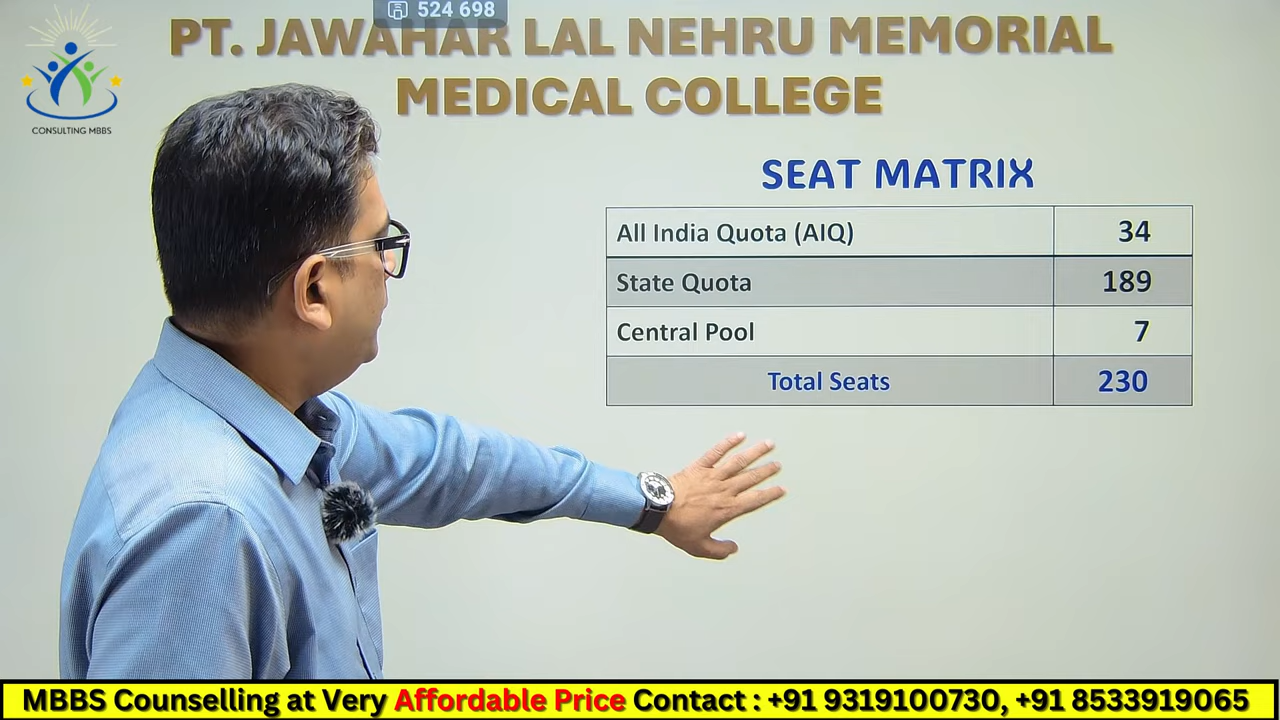 524 698
PT. JAWAHAR LAL NEHRU MEMORIAL
MEDICAL COLLEGE
CONSULTING MBBS
SEAT MATRIX
All India Quota (AIQ) 34
State Quota 189
Central Pool 7
Total Seats 230
MBBS Counselling at Very Affordable Price Contact : +91 9319100730, +91 8533919065